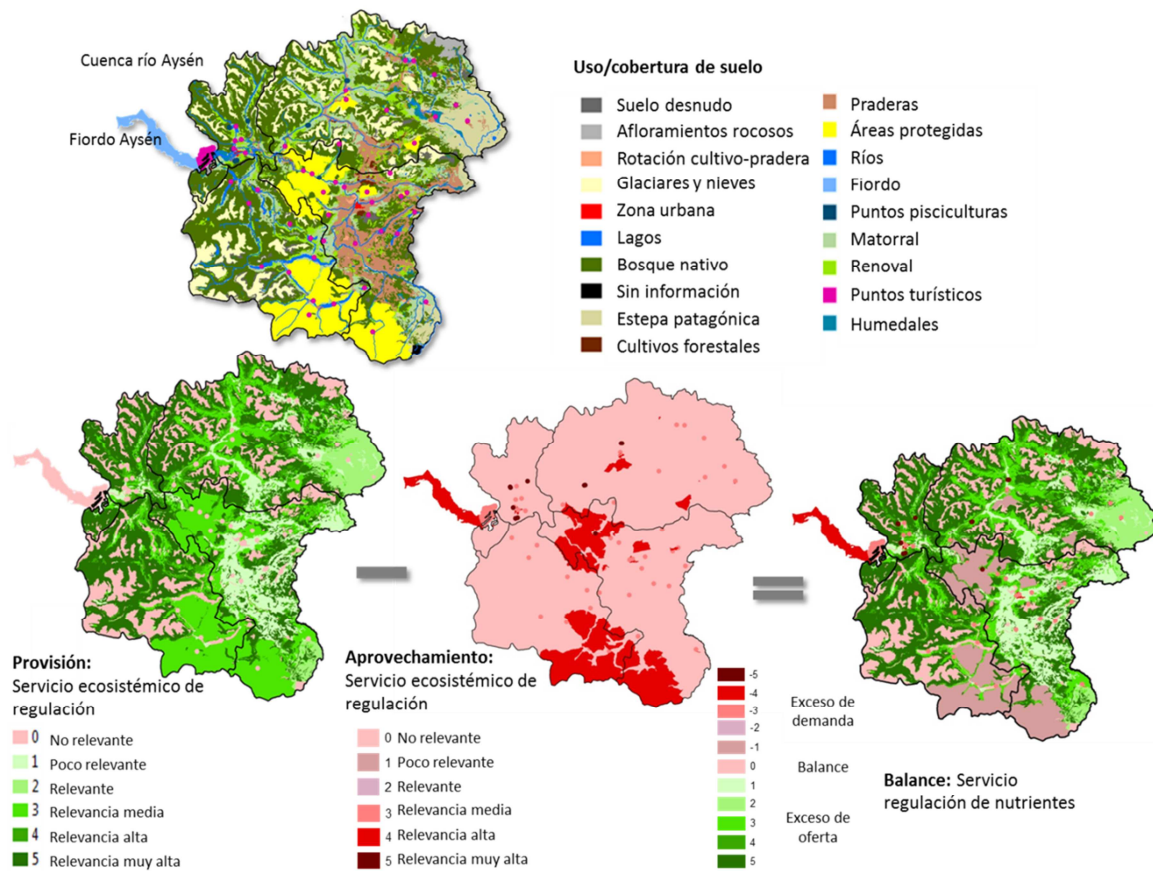 Cuenca río Aysén
Fiordo Aysén
Uso/cobertura de suelo
Suelo desnudo
Afloramientos rocosos
Rotación cultivo-pradera
Glaciares y nieves
Zona urbana
Lagos
Bosque nativo
Sin información
Estepa patagónica
Cultivos forestales
Praderas
Áreas protegidas
Ríos
Fiordo
Puntos pisciculturas
Matorral
Renoval
Puntos turísticos
Humedales
Provisión:
Servicio ecosistémico de
regulación
0 No relevante
1 Poco relevante
2 Relevante
3 Relevancia media
4 Relevancia alta
5 Relevancia muy alta
Aprovechamiento:
Servicio ecosistémico de
regulación
0 No relevante
1 Poco relevante
2 Relevante
3 Relevancia media
4 Relevancia alta
5 Relevancia muy alta
-5
-4
-3
-2
-1
0
1
2
3
4
5
Exceso de
demanda
Balance
Exceso de
oferta
Balance: Servicio
regulación de nutrientes